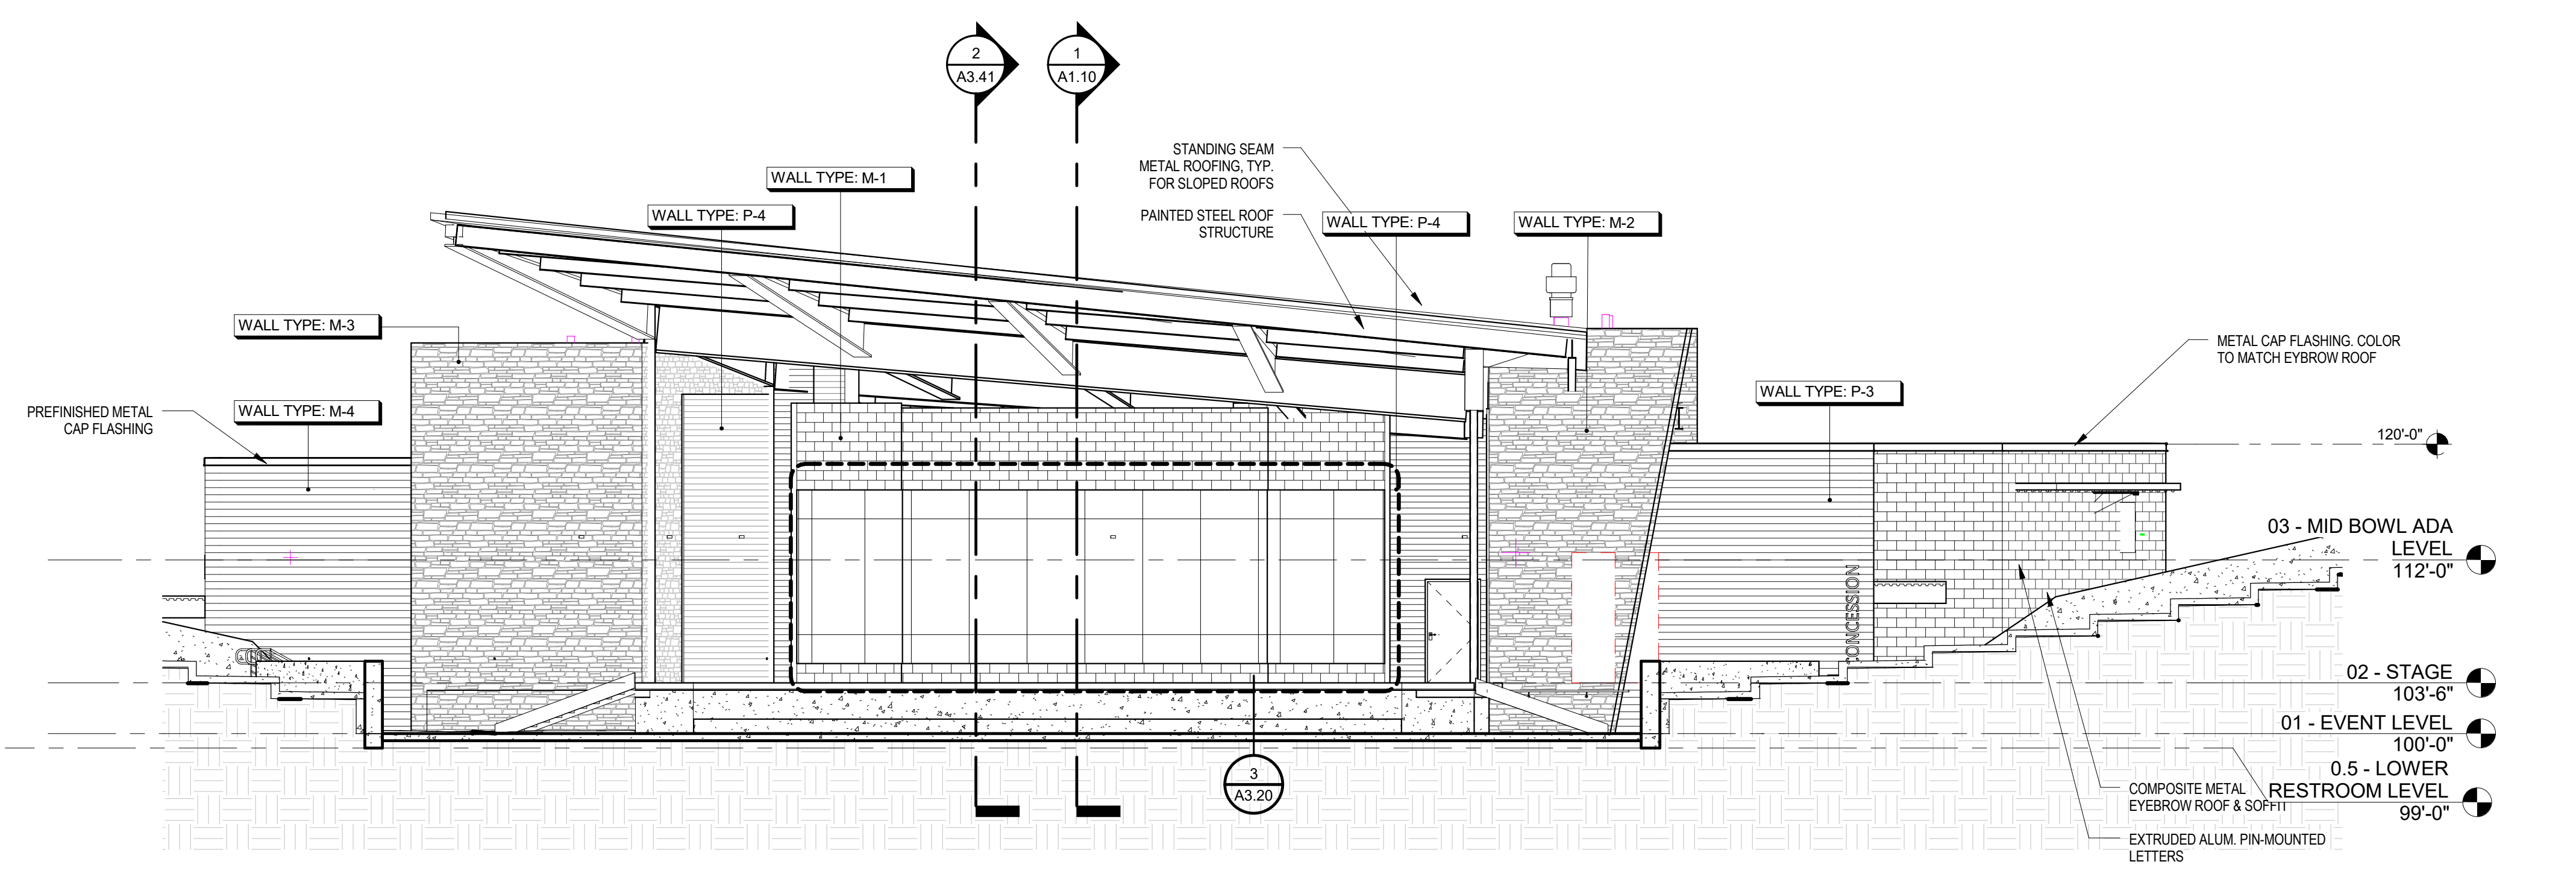 2
A3.41
1
A1.10
STANDING SEAM
METAL ROOFING, TYP.
FOR SLOPED ROOFS
WALL TYPE: M-1
WALL TYPE: P-4
PAINTED STEEL ROOF
STRUCTURE
WALL TYPE: P-4
WALL TYPE: M-2
WALL TYPE: M-3
METAL CAP FLASHING. COLOR
TO MATCH EYBROW ROOF
WALL TYPE: P-3
PREFINISHED METAL
CAP FLASHING
WALL TYPE: M-4
120'-0"
03 - MID BOWL ADA
LEVEL
112'-0"
CONCESSION
02 - STAGE
103'-6"
01 - EVENT LEVEL
100'-0"
0.5 - LOWER
RESTROOM LEVEL
99'-0"
3
A3.20
COMPOSITE METAL
EYEBROW ROOF & SOFFIT
EXTRUDED ALUM. PIN-MOUNTED
LETTERS